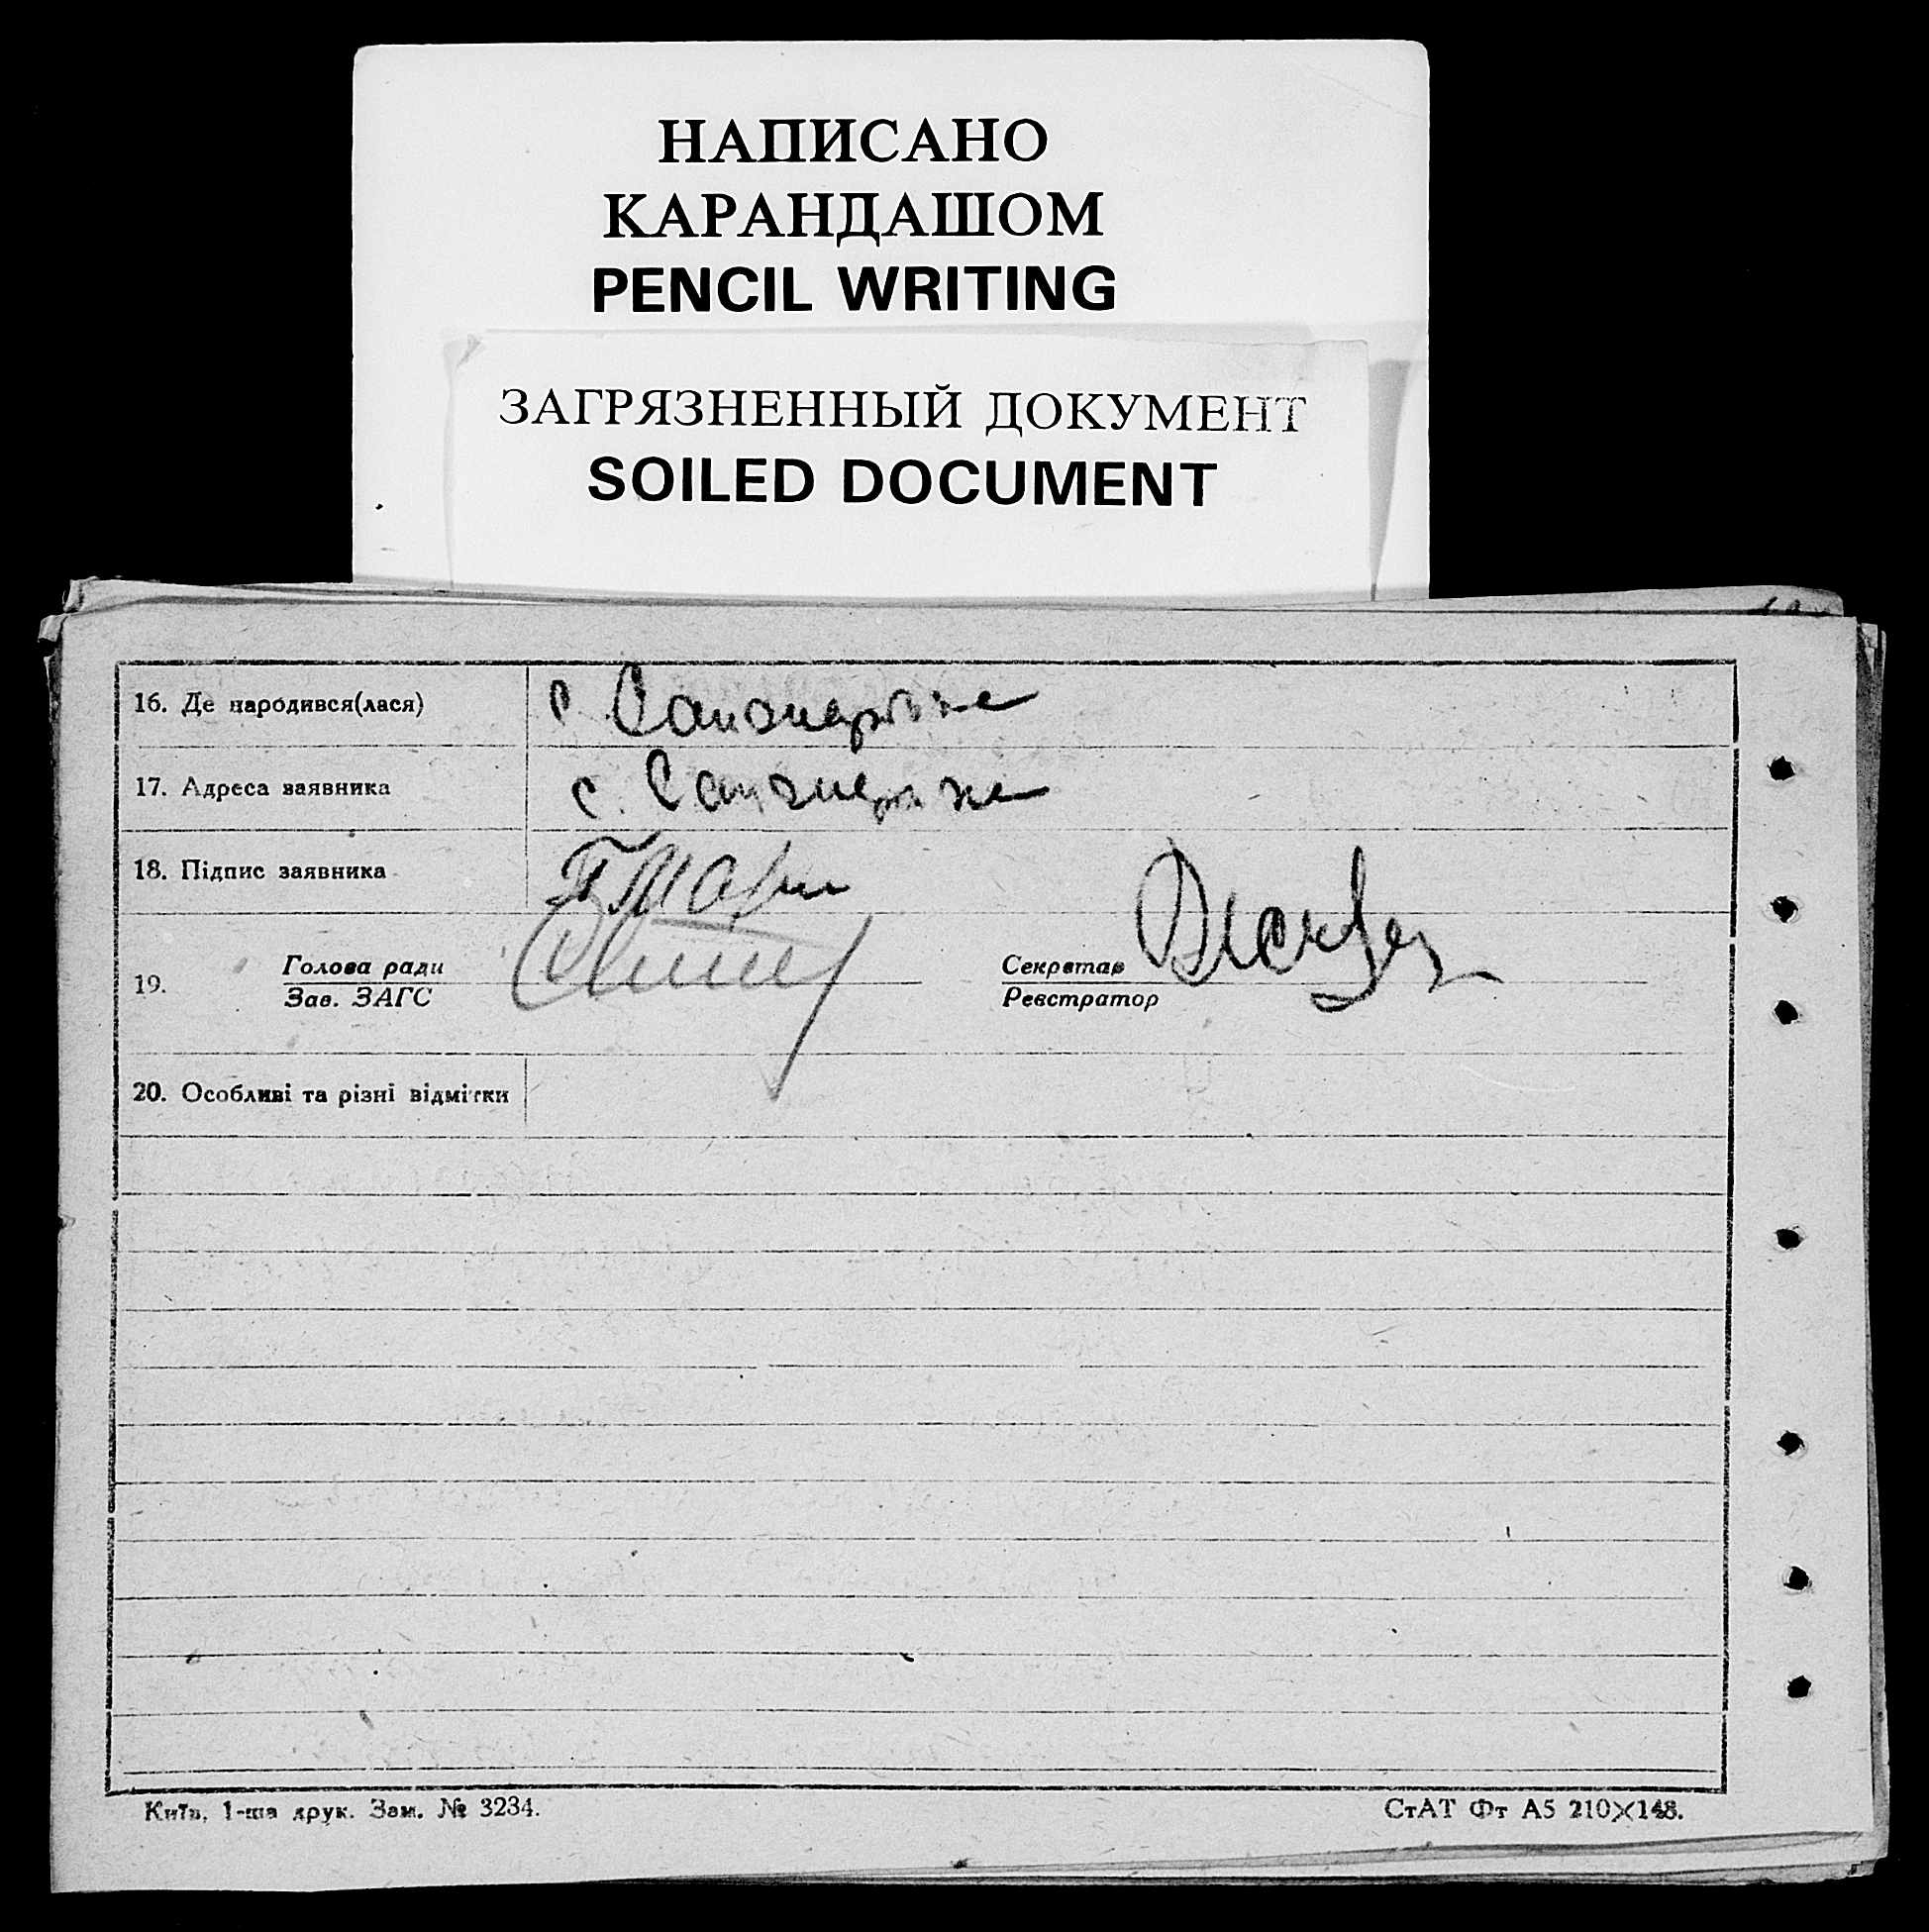 НАПИСАНО
КАРАНДАШОМ
PENCIL WRITING
ЗАГРЯЗНЕННЫЙ ДОКУМЕНТ
SOILED DOCUMENT
16. Де народився(лася) с.
17. Адреса заявника с.
18. Підпис заявника
19. Голова ради
Зав. ЗАГС
Секретар
Реєстратор
20. Особливі та різні відмітки
Київ, 1-ша друк. Зам. № 3234.
СтАТ Фт А5 210×148.